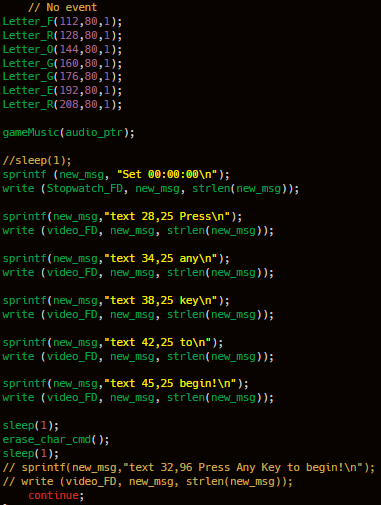 // No event
Letter_F(112,80,1);
Letter_R(128,80,1);
Letter_O(144,80,1);
Letter_G(160,80,1);
Letter_G(176,80,1);
Letter_E(192,80,1);
Letter_R(208,80,1);
gameMusic(audio_ptr);
//sleep(1);
sprintf (new_msg, "Set 00:00:00\n");
write (Stopwatch_FD, new_msg, strlen(new_msg));
sprintf(new_msg,"text 28,25 Press\n");
write (video_FD, new_msg, strlen(new_msg));
sprintf(new_msg,"text 34,25 any\n");
write (video_FD, new_msg, strlen(new_msg));
sprintf(new_msg,"text 38,25 key\n");
write (video_FD, new_msg, strlen(new_msg));
sprintf(new_msg,"text 42,25 to\n");
write (video_FD, new_msg, strlen(new_msg));
sprintf(new_msg,"text 45,25 begin!\n");
write (video_FD, new_msg, strlen(new_msg));
sleep(1);
erase_char_cmd();
sleep(1);
// sprintf(new_msg,"text 32,96 Press Any Key to begin!\n");
// write (video_FD, new_msg, strlen(new_msg));
continue;